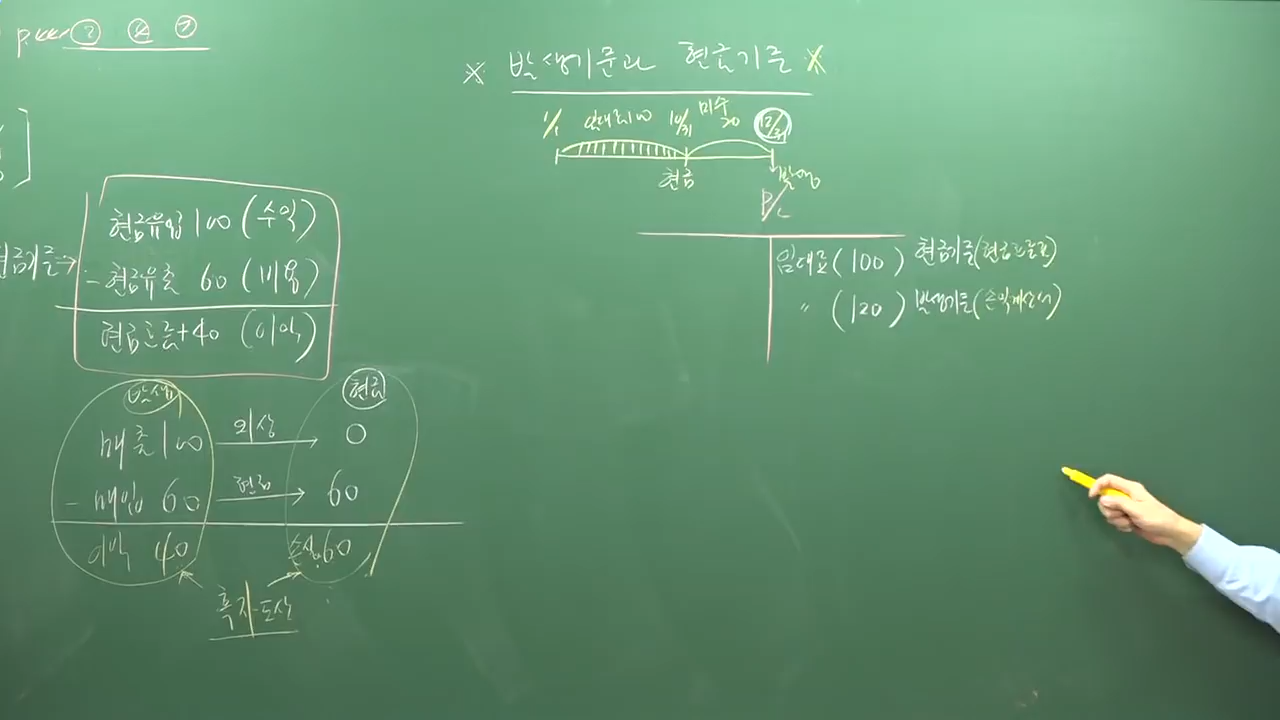 ※ 발생기준과 현금기준 ※
1/1 임대료100 10/31 미수 20 12/31
현금 발생
P/L
임대료 (100) 현금기준(현금흐름표)
〃 (120) 발생기준(손익계산서)
현금기준→
현금유입 100 (수익)
- 현금유출 60 (비용)
현금흐름+40 (이익)
발생 현금
매출100 외상 → 0
- 매입 60 현금 → 60
이익 40 손실60
흑자도산